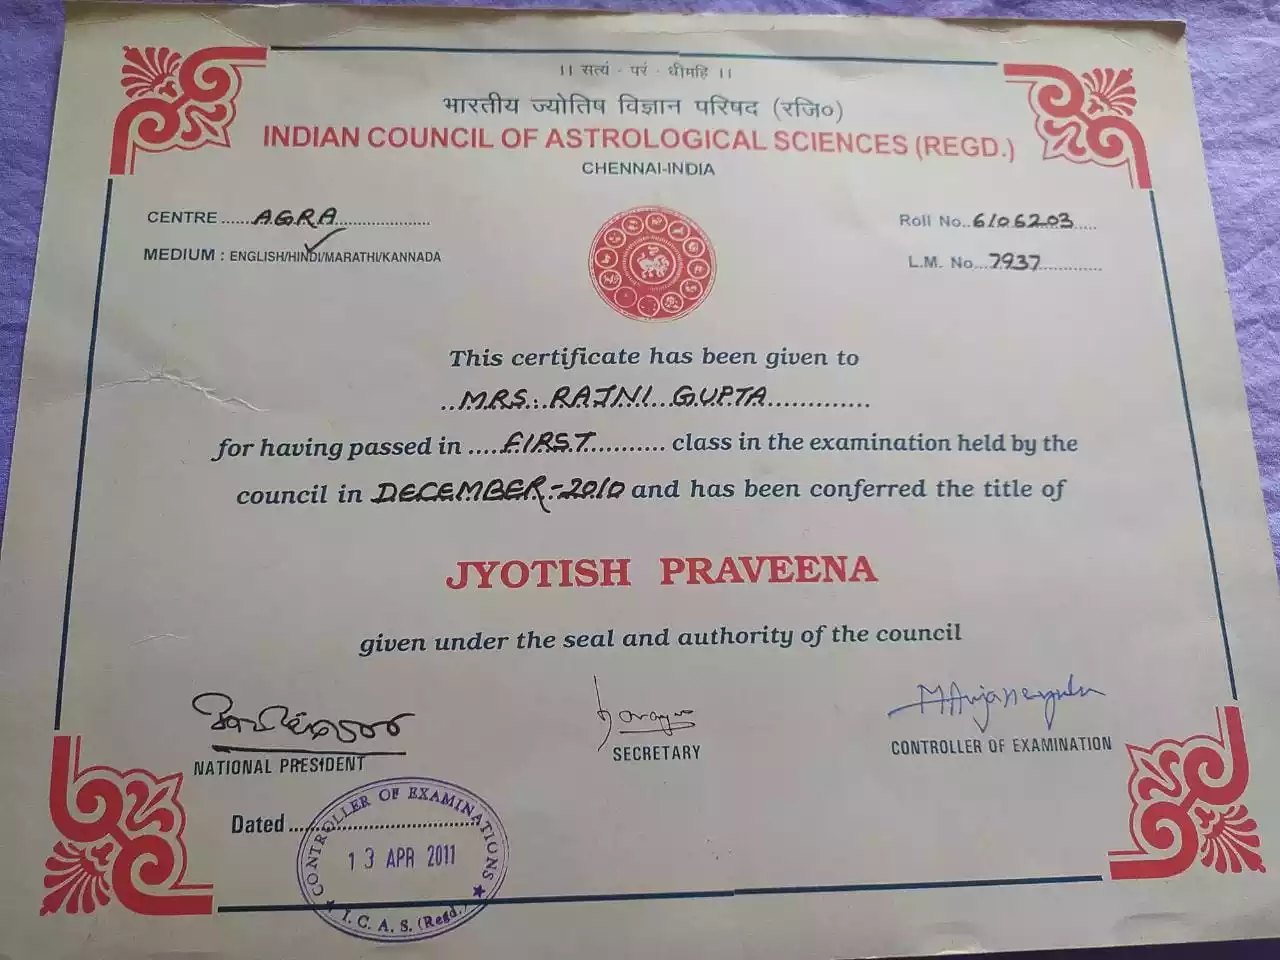 ।। सत्यं - परं - धीमहि ।।
भारतीय ज्योतिष विज्ञान परिषद (रजि०)
INDIAN COUNCIL OF ASTROLOGICAL SCIENCES (REGD.)
CHENNAI-INDIA
CENTRE ......AGRA......................
Roll No..6106203.....
MEDIUM : ENGLISH/HINDI/MARATHI/KANNADA
L.M. No...7937.............
This certificate has been given to
..MRS...RAJNI...GUPTA.............
for having passed in .....FIRST........... class in the examination held by the
council in DECEMBER-2010 and has been conferred the title of
JYOTISH PRAVEENA
given under the seal and authority of the council
NATIONAL PRESIDENT
SECRETARY
CONTROLLER OF EXAMINATION
Dated ......................................
CONTROLLER OF EXAMINATIONS
13 APR 2011
I. C. A. S. (Regd.)